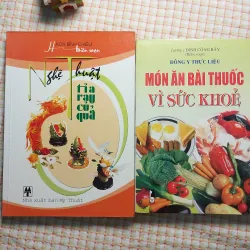 Nghệ Thuật
tỉa
rau củ
quả
Nhà xuất bản Mỹ Thuật
ĐÔNG Y THỰC LIỆU
MÓN ĂN BÀI THUỐC
VÌ SỨC KHOẺ